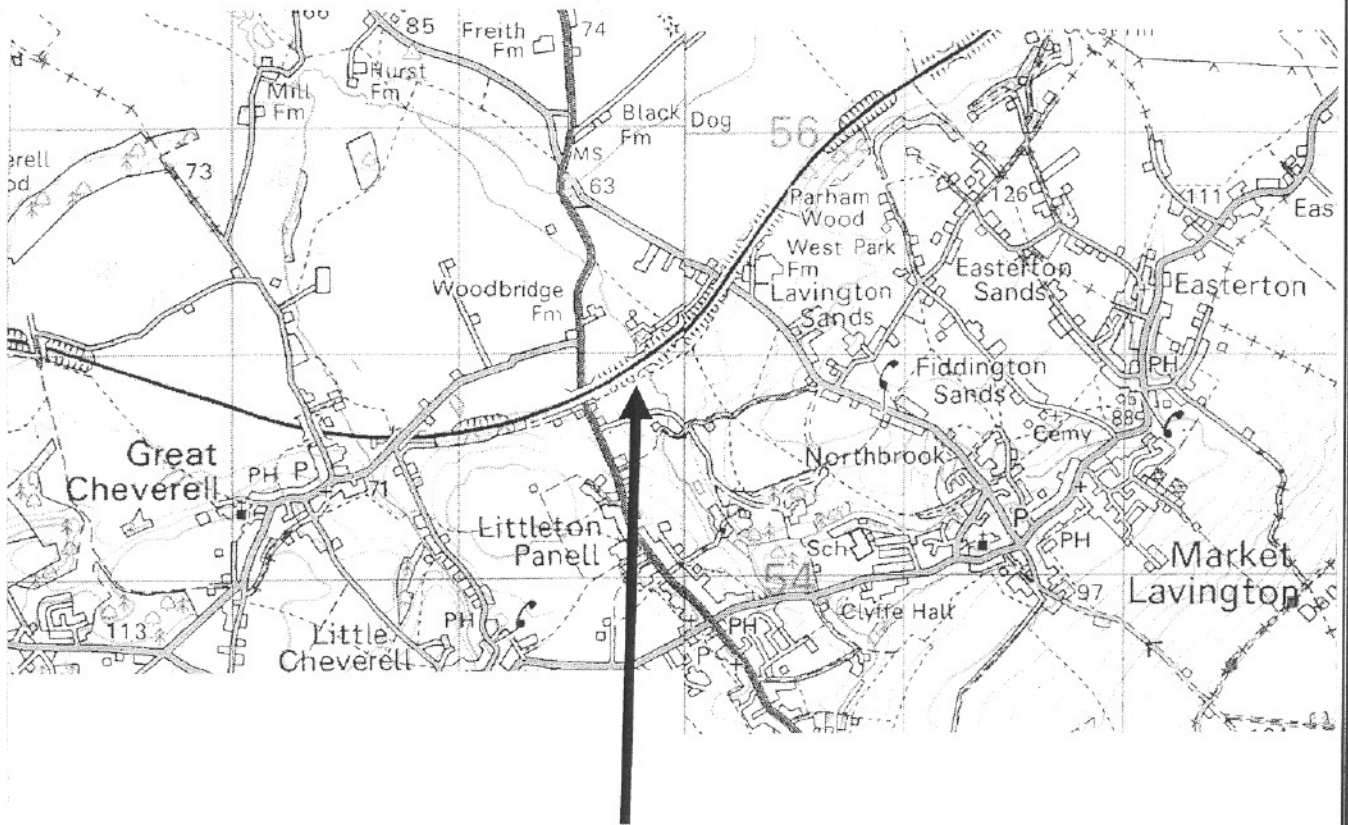 85
74
Freith
Fm
Hurst
Fm
Mill
Fm
Black Dog
Fm
56
MS
73
63
111
126
Parham
Wood
Eas
West Park
Fm
Easterton
Sands
Easterton
Woodbridge
Fm
Lavington
Sands
PH
Fiddington
Sands
88
Cemy
Great
Cheverell
PH
P
71
Northbrook
Littleton
Panell
P
Sch
PH
Market
Lavington
54
97
Clyffe Hall
113
Little
Cheverell
PH
PH
P